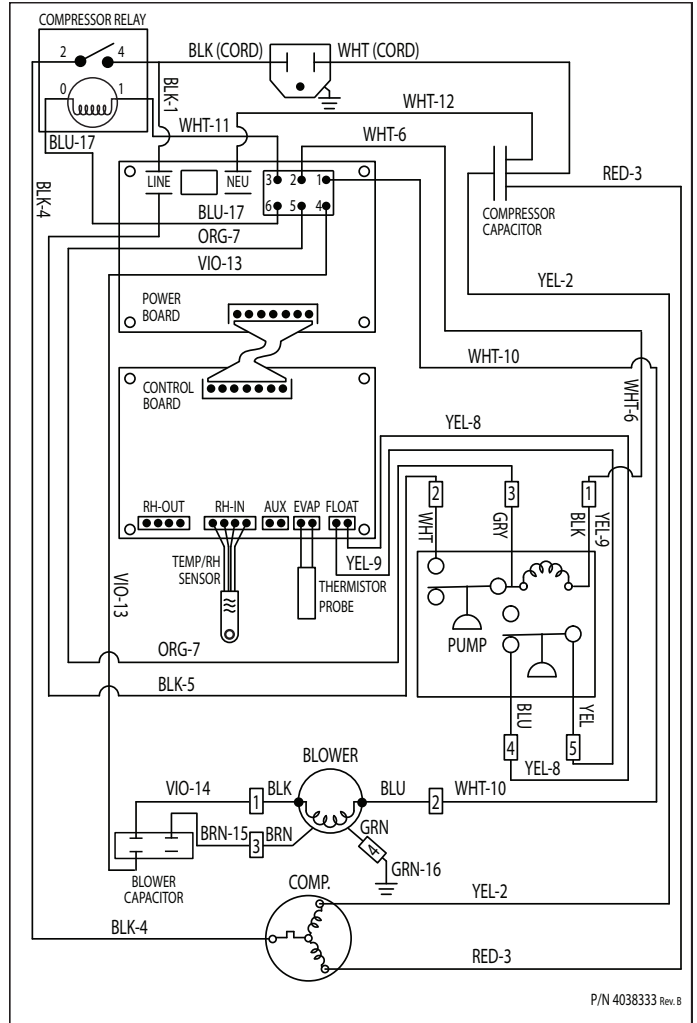 COMPRESSOR RELAY
2
4
0
1
BLK (CORD)
WHT (CORD)
BLK-1
WHT-12
WHT-11
WHT-6
BLU-17
BLK-4
LINE
NEU
3
2
1
6
5
4
BLU-17
ORG-7
VIO-13
RED-3
COMPRESSOR
CAPACITOR
YEL-2
POWER
BOARD
WHT-10
WHT-6
CONTROL
BOARD
YEL-8
RH-OUT
RH-IN
AUX
EVAP
FLOAT
2
3
1
WHT
GRY
BLK
YEL-9
YEL-9
TEMP/RH
SENSOR
THERMISTOR
PROBE
VIO-13
PUMP
ORG-7
BLK-5
BLU
YEL
4
5
YEL-8
BLOWER
VIO-14
1
BLK
BLU
2
WHT-10
BRN-15
3
BRN
GRN
4
GRN-16
BLOWER
CAPACITOR
COMP.
YEL-2
BLK-4
RED-3
P/N 4038333 Rev. B